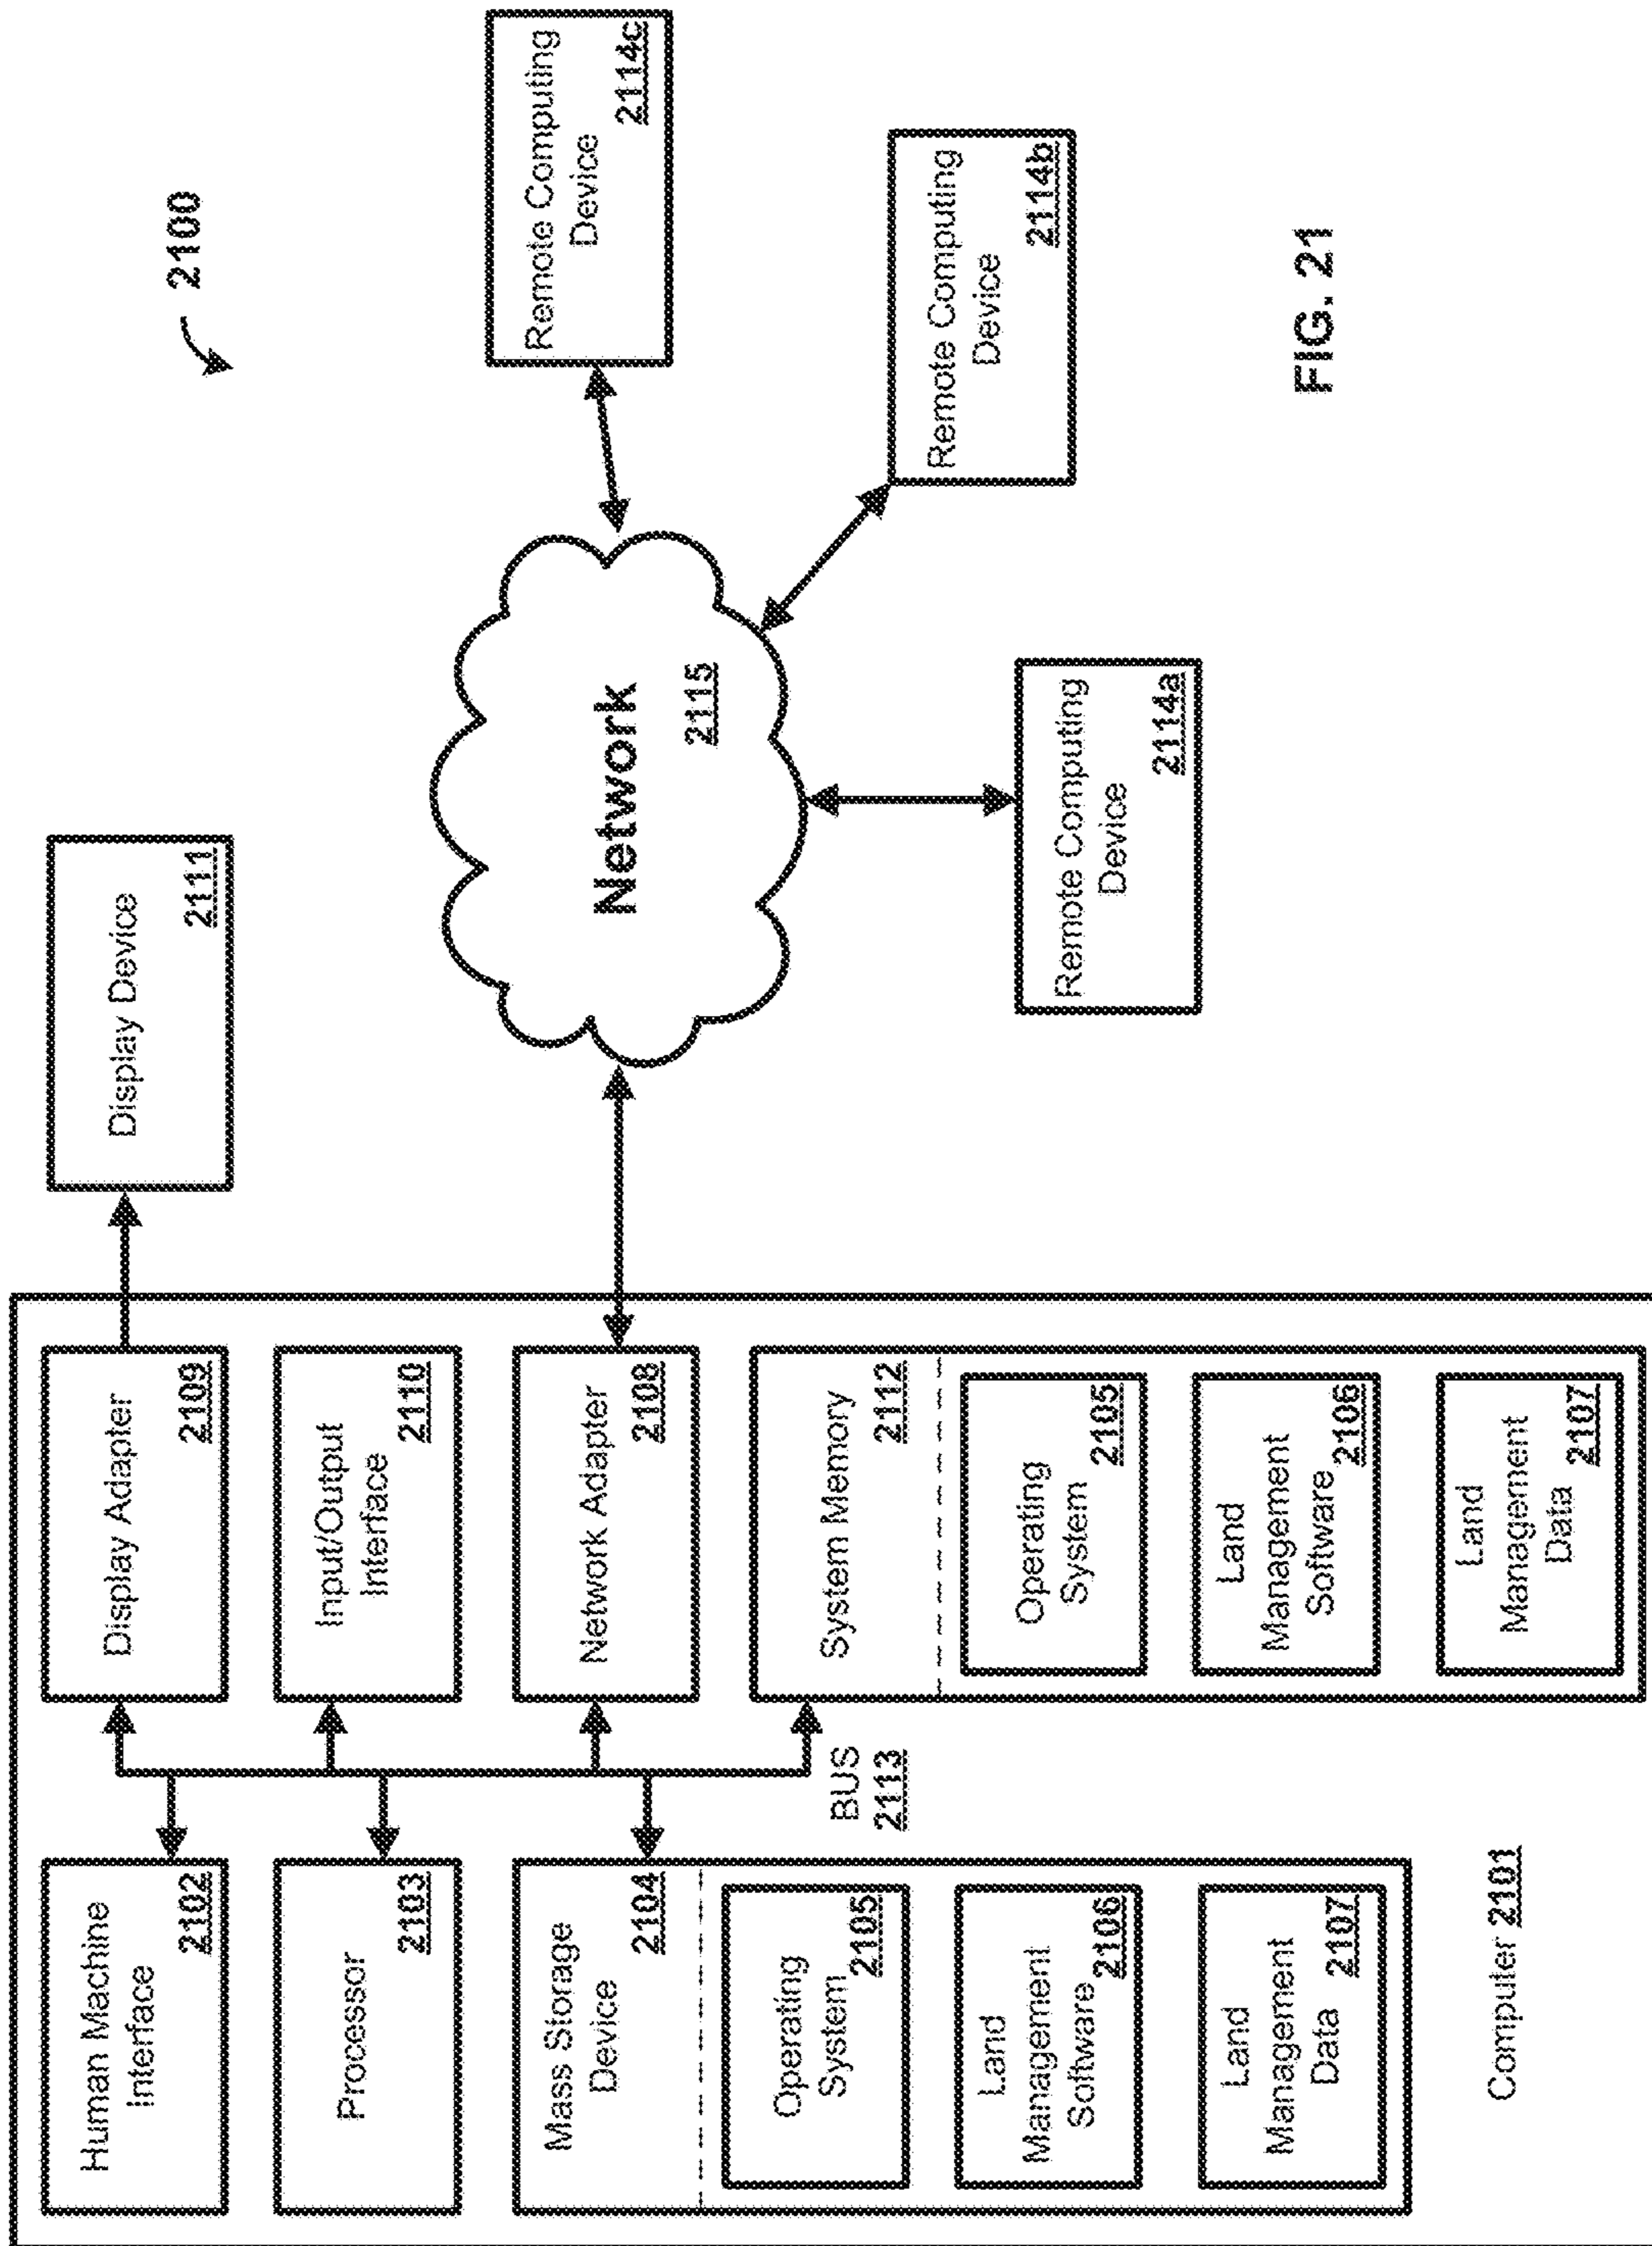 2100
Human Machine
Interface
2102
Processor
2103
Mass Storage
Device
2104
Operating
System
2105
Land
Management
Software
2106
Land
Management
Data
2107
BUS
2113
Display Adapter
2109
Input/Output
Interface
2110
Network Adapter
2108
System Memory
2112
Operating
System
2105
Land
Management
Software
2106
Land
Management
Data
2107
Computer 2101
Display Device
2111
Network
2115
Remote Computing
Device
2114a
Remote Computing
Device
2114b
Remote Computing
Device
2114c
FIG. 21